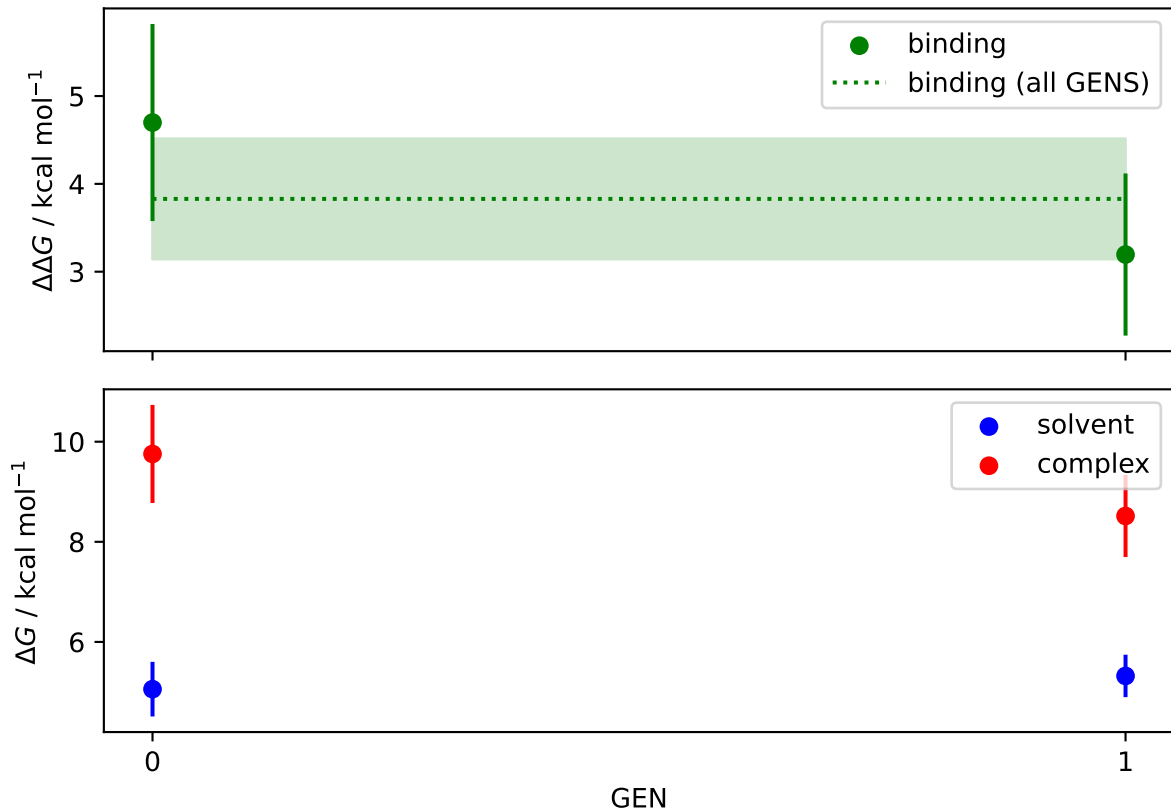 binding
binding (all GENS)
5
4
3
ΔΔG / kcal mol⁻¹
solvent
complex
10
8
6
ΔG / kcal mol⁻¹
0
1
GEN